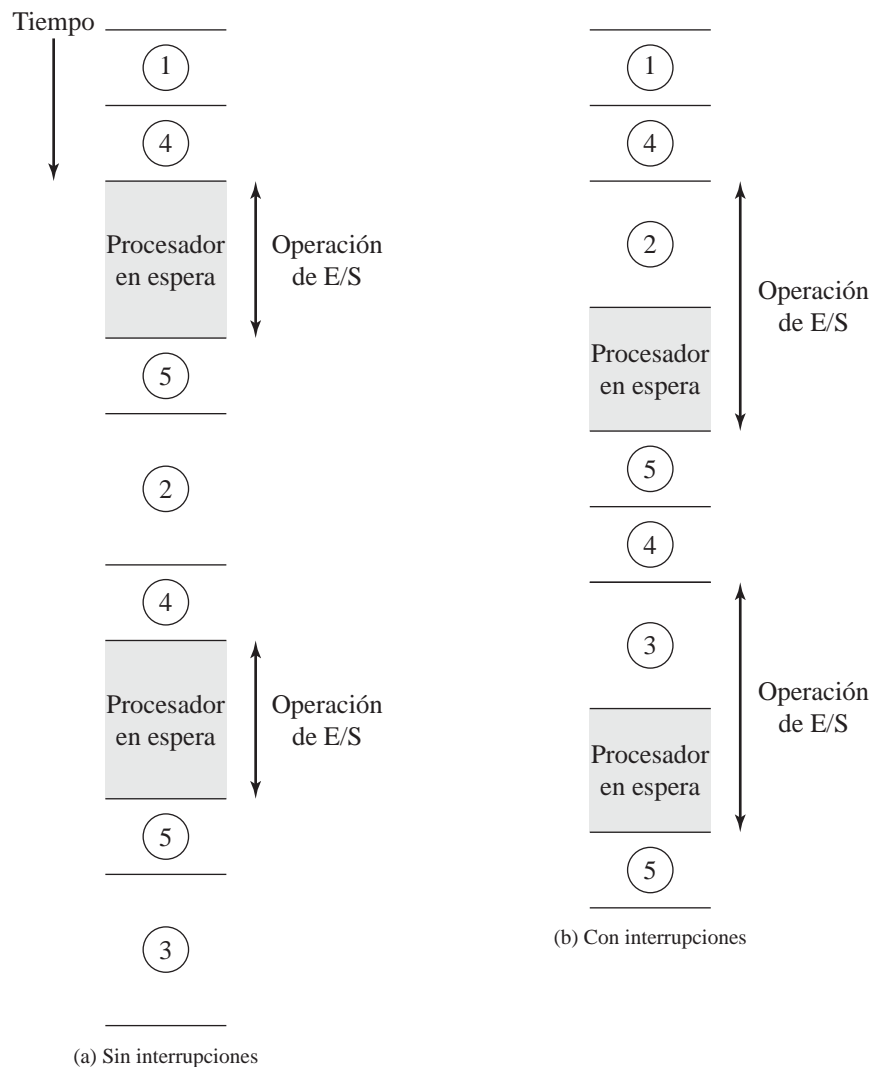 Tiempo
1
4
Procesador
en espera
Operación
de E/S
5
2
4
Procesador
en espera
Operación
de E/S
5
3
(a) Sin interrupciones
1
4
2
Operación
de E/S
Procesador
en espera
5
4
3
Operación
de E/S
Procesador
en espera
5
(b) Con interrupciones